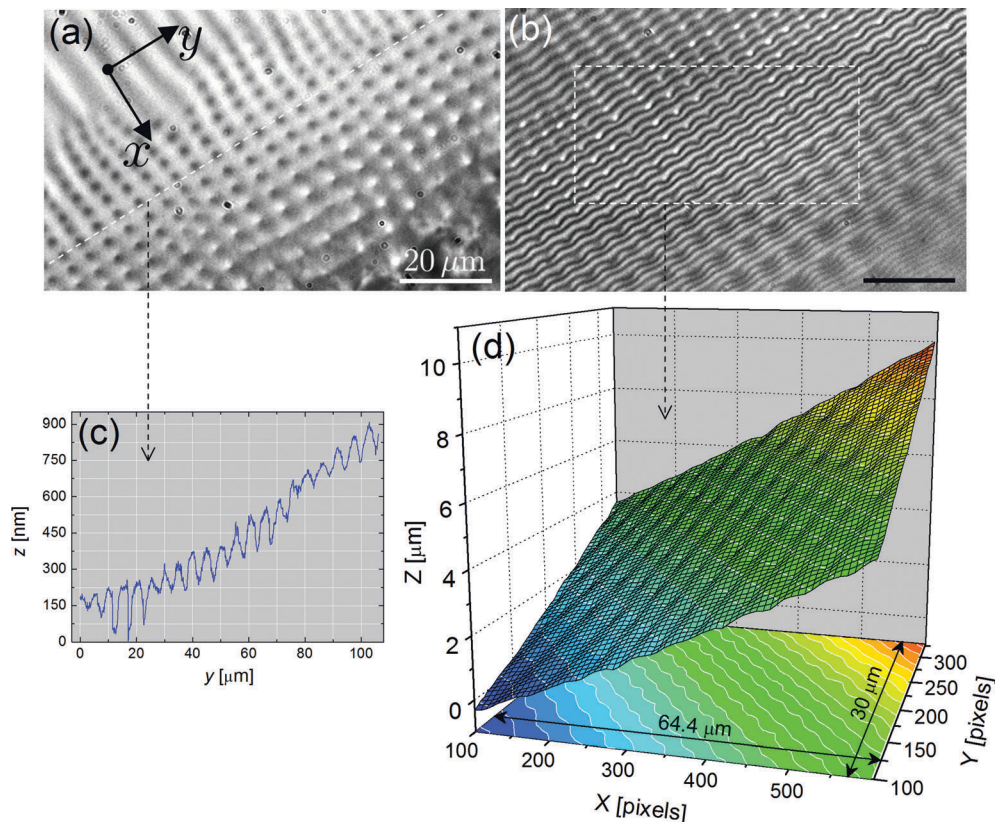 (a)
y
x
20 μm
(b)
(c)
900
750
600
450
300
150
0
z [nm]
0 20 40 60 80 100
y [μm]
(d)
10
8
6
4
2
0
Z [μm]
64.4 μm
30 μm
100 200 300 400 500
X [pixels]
300
250
200
150
100
Y [pixels]